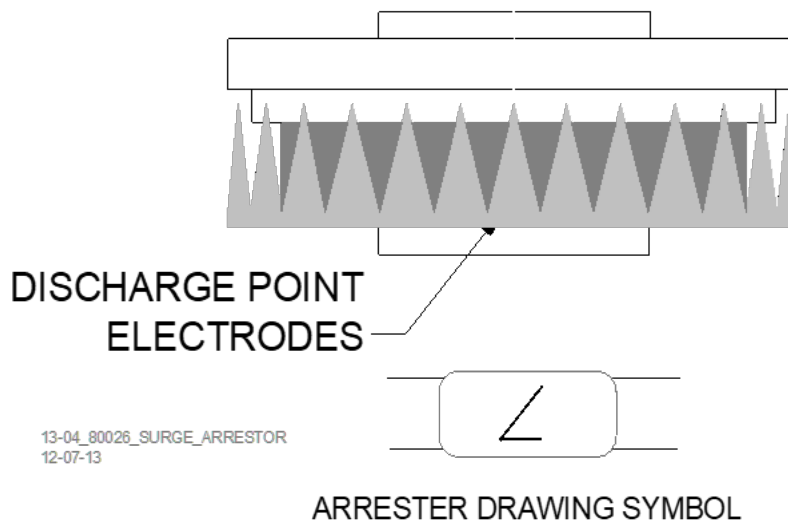 DISCHARGE POINT
ELECTRODES
13-04_80026_SURGE_ARRESTOR
12-07-13
ARRESTER DRAWING SYMBOL